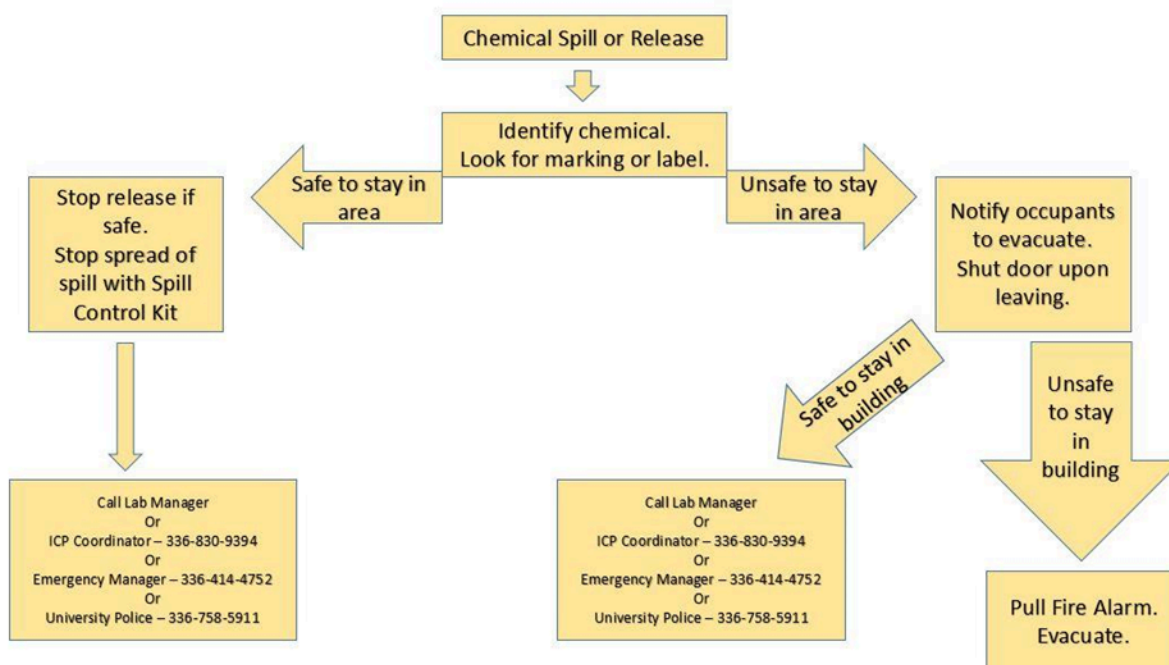 Chemical Spill or Release
Identify chemical.
Look for marking or label.
Safe to stay in
area
Unsafe to stay
in area
Stop release if
safe.
Stop spread of
spill with Spill
Control Kit
Notify occupants
to evacuate.
Shut door upon
leaving.
Safe to stay in
building
Unsafe
to stay
in
building
Call Lab Manager
Or
ICP Coordinator – 336-830-9394
Or
Emergency Manager – 336-414-4752
Or
University Police – 336-758-5911
Call Lab Manager
Or
ICP Coordinator – 336-830-9394
Or
Emergency Manager – 336-414-4752
Or
University Police – 336-758-5911
Pull Fire Alarm.
Evacuate.